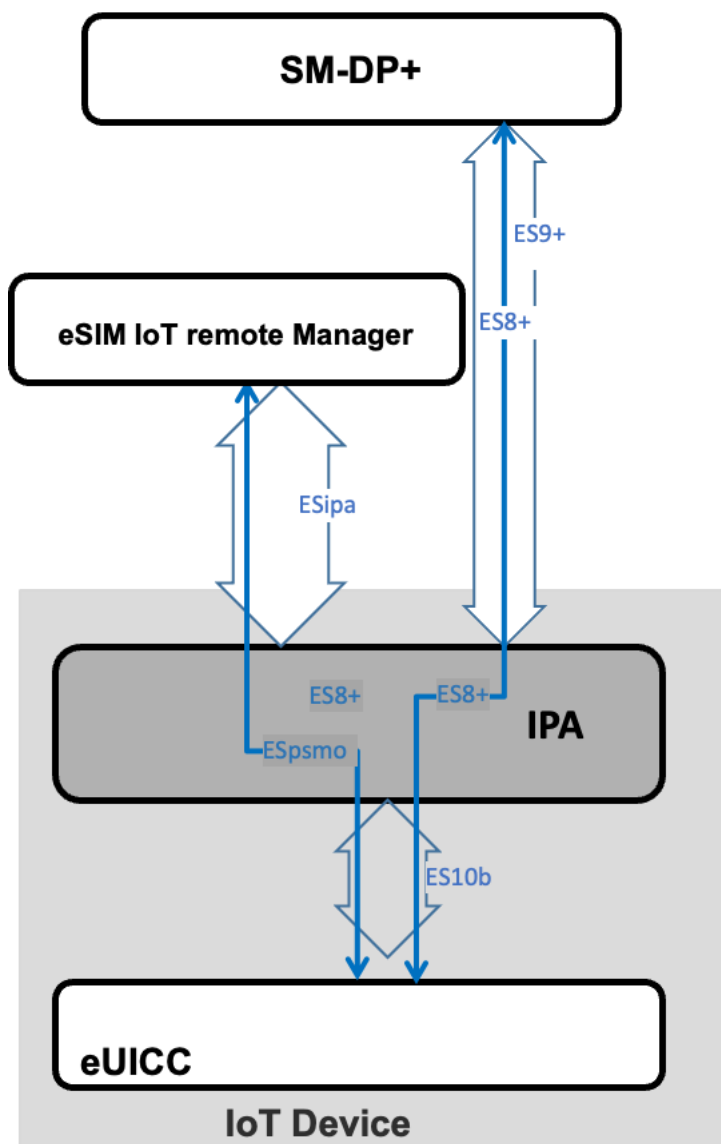 SM-DP+
ES9+
ES8+
eSIM IoT remote Manager
ESipa
ES8+
ES8+
IPA
ESpsmo
ES10b
eUICC
IoT Device